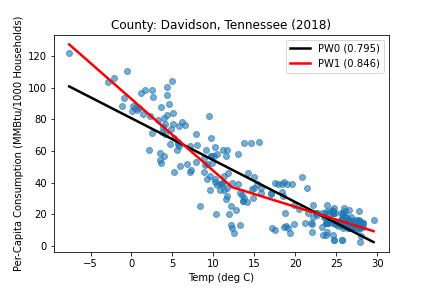 County: Davidson, Tennessee (2018)
Per-Capita Consumption (MMBtu/1000 Households)
120
100
80
60
40
20
0
PW0 (0.795)
PW1 (0.846)
−5 0 5 10 15 20 25 30
Temp (deg C)